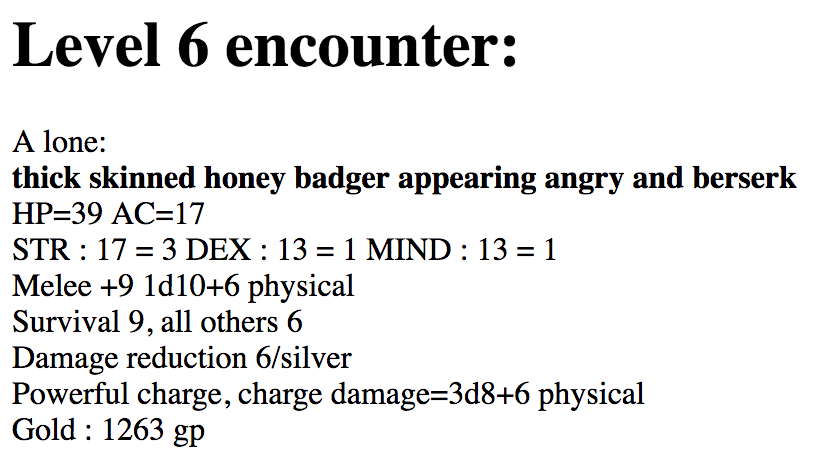 Level 6 encounter:
A lone:
thick skinned honey badger appearing angry and berserk
HP=39 AC=17
STR : 17 = 3 DEX : 13 = 1 MIND : 13 = 1
Melee +9 1d10+6 physical
Survival 9, all others 6
Damage reduction 6/silver
Powerful charge, charge damage=3d8+6 physical
Gold : 1263 gp